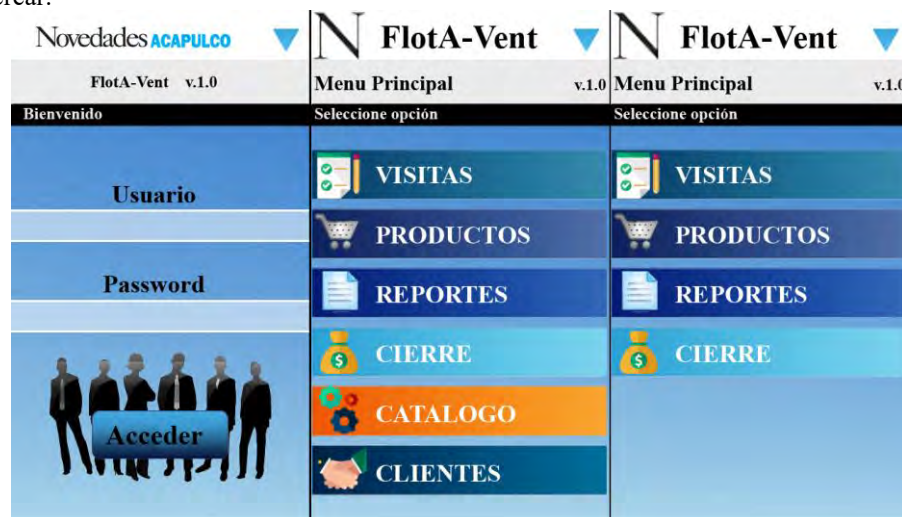 crear.
Novedades ACAPULCO
FlotA-Vent v.1.0
Bienvenido
Usuario
Password
Acceder
N FlotA-Vent
Menu Principal v.1.0
Seleccione opción
VISITAS
PRODUCTOS
REPORTES
CIERRE
CATALOGO
CLIENTES
N FlotA-Vent
Menu Principal v.1.0
Seleccione opción
VISITAS
PRODUCTOS
REPORTES
CIERRE